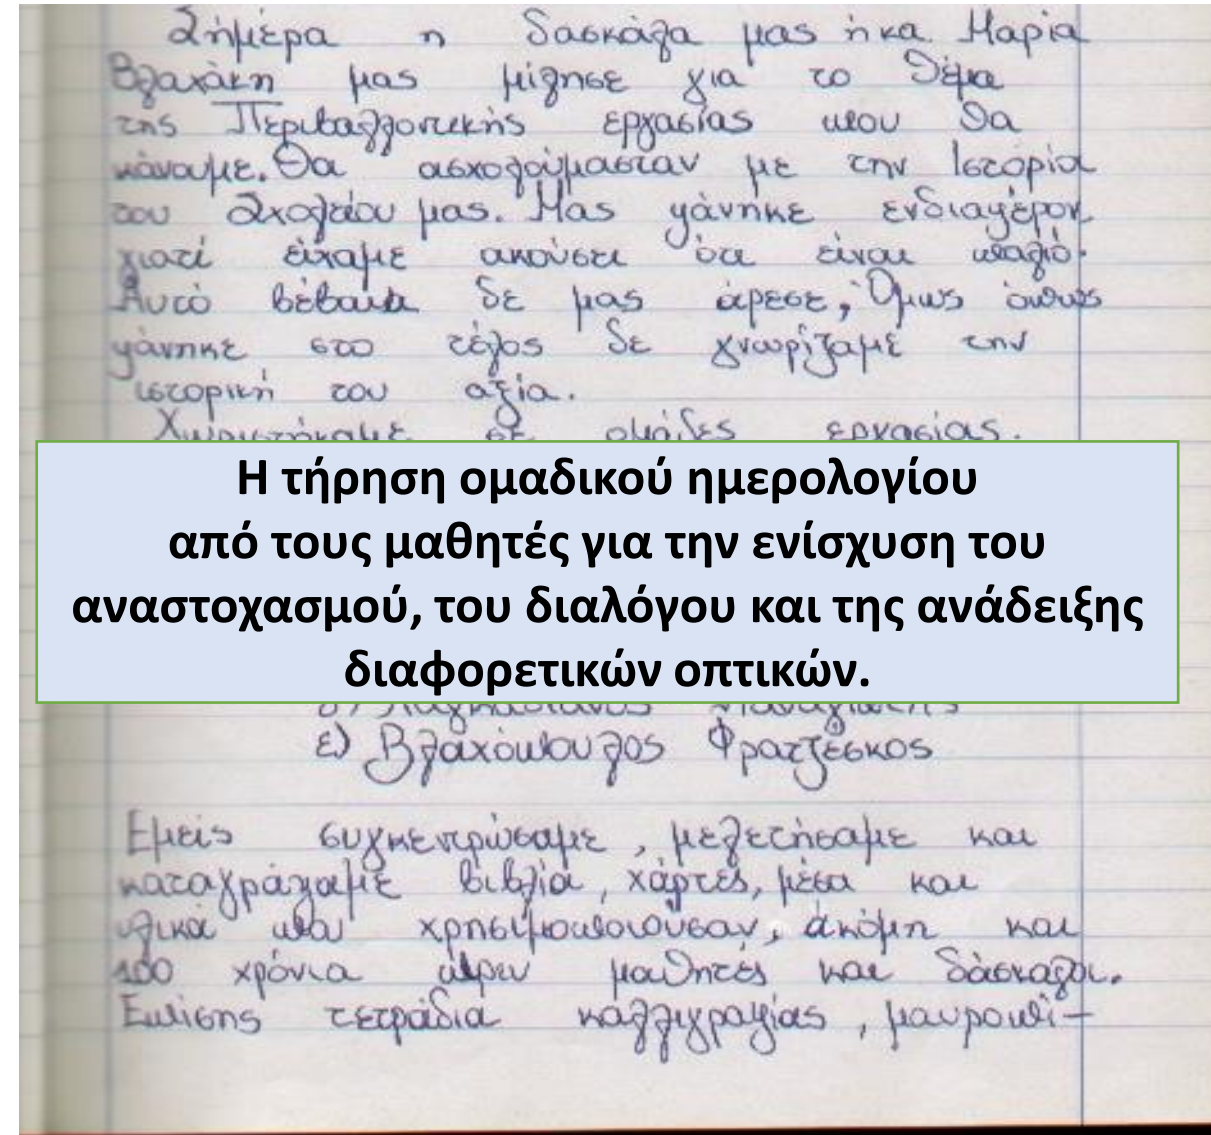 Σήμερα η δασκάλα μας η κα. Μαρία
Βλαχάκη μας μίλησε για το θέμα
της Περιβαλλοντικής εργασίας που θα
κάναμε. Θα ασχολούμασταν με την Ιστορία
του Σχολείου μας. Μας φάνηκε ενδιαφέρον
γιατί είχαμε ακούσει ότι είναι παλιό.
Αυτό βέβαια δε μας άρεσε, Όμως όπως
φάνηκε στο τέλος δε γνωρίζαμε την
ιστορική του αξία.
Χωριστήκαμε σε ομάδες εργασίας.
Η τήρηση ομαδικού ημερολογίου
από τους μαθητές για την ενίσχυση του
αναστοχασμού, του διαλόγου και της ανάδειξης
διαφορετικών οπτικών.
ε) Βλαχόπουλος Φρατζέσκος
Εμείς συγκεντρώσαμε, μελετήσαμε και
καταγράψαμε βιβλία, χάρτες, μέσα και
υλικά που χρησιμοποιούσαν, ακόμη και
100 χρόνια πριν μαθητές και δάσκαλοι.
Επίσης τετράδια καλλιγραφίας, μαυροπί-